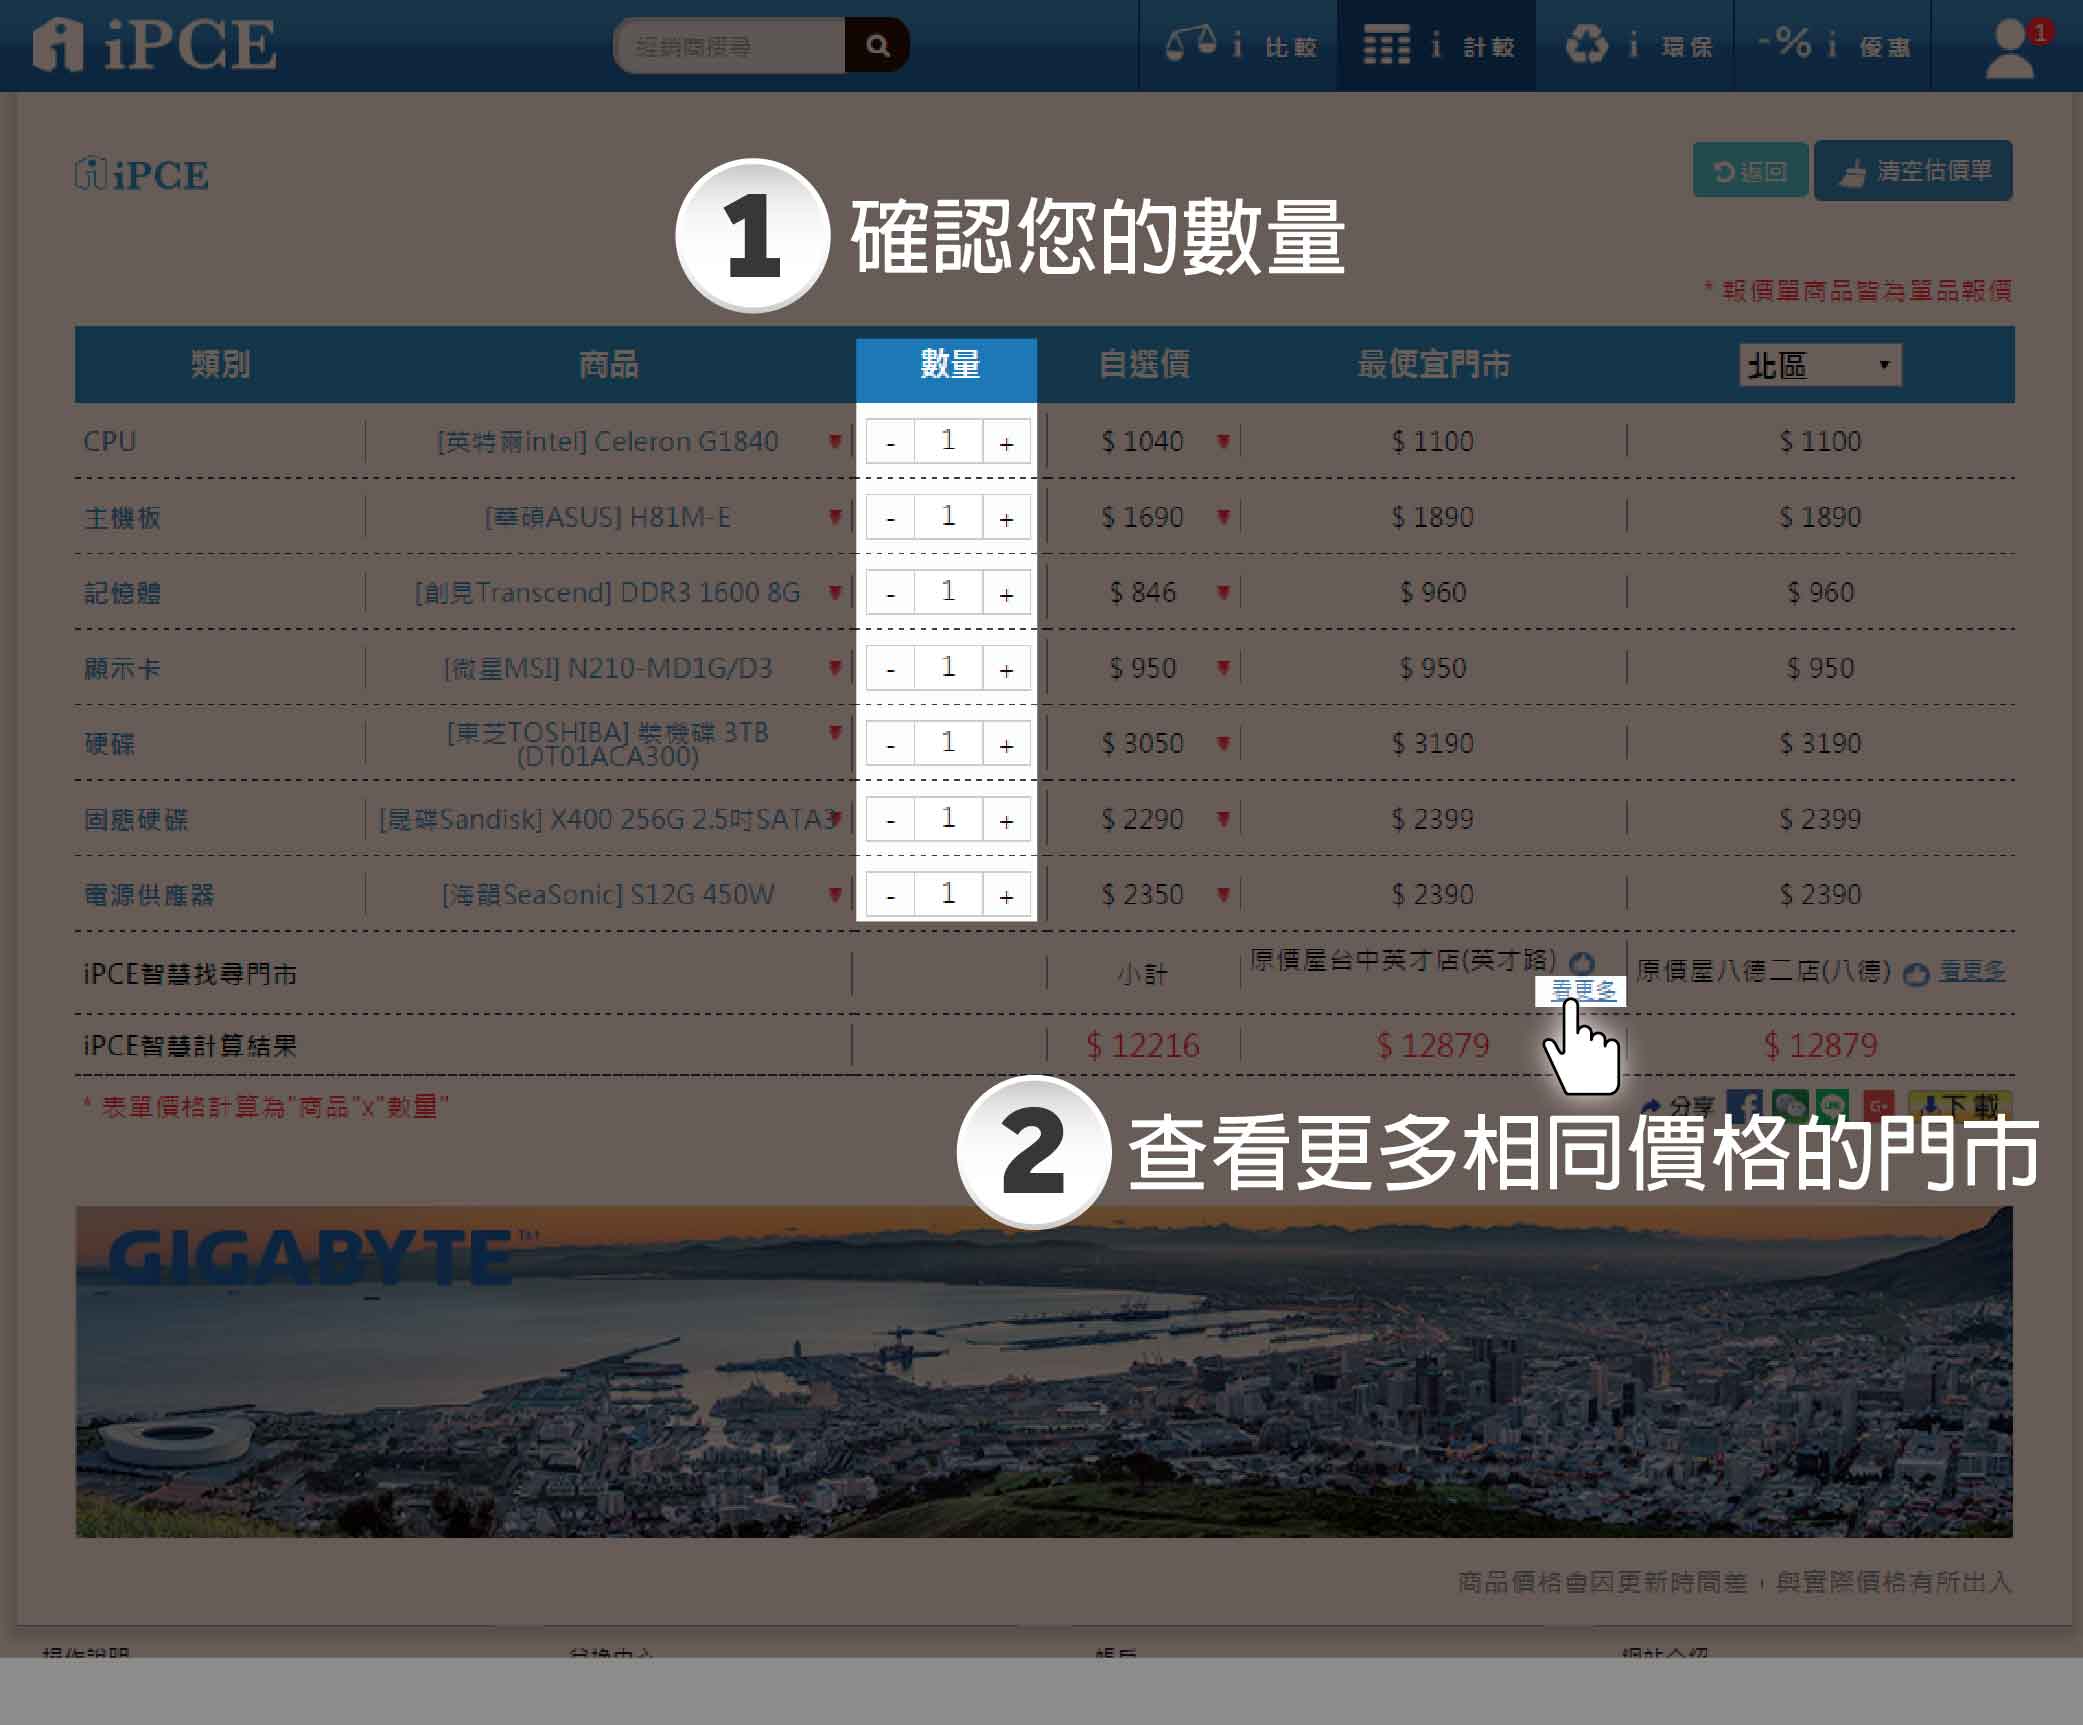 iPCE
經銷商搜尋
i 比較
i 計較
i 環保
-% i 優惠
1
iPCE
返回
清空估價單
1 確認您的數量
* 報價單商品皆為單品報價
類別 商品 數量 自選價 最便宜門市 北區
CPU [英特爾intel] Celeron G1840 - 1 + $ 1040 $ 1100 $ 1100
主機板 [華碩ASUS] H81M-E - 1 + $ 1690 $ 1890 $ 1890
記憶體 [創見Transcend] DDR3 1600 8G - 1 + $ 846 $ 960 $ 960
顯示卡 [微星MSI] N210-MD1G/D3 - 1 + $ 950 $ 950 $ 950
硬碟 [東芝TOSHIBA] 裝機碟 3TB (DT01ACA300) - 1 + $ 3050 $ 3190 $ 3190
固態硬碟 [晟碟Sandisk] X400 256G 2.5吋SATA3 - 1 + $ 2290 $ 2399 $ 2399
電源供應器 [海韻SeaSonic] S12G 450W - 1 + $ 2350 $ 2390 $ 2390
iPCE智慧找尋門市 小計 原價屋台中英才店(英才路) 看更多 原價屋八德二店(八德) 看更多
iPCE智慧計算結果 $ 12216 $ 12879 $ 12879
* 表單價格計算為"商品"x"數量"
分享 f LINE G+ 下載
2 查看更多相同價格的門市
GIGABYTE™
商品價格會因更新時間差，與實際價格有所出入
操作說明 兌換中心 帳戶 網站介紹